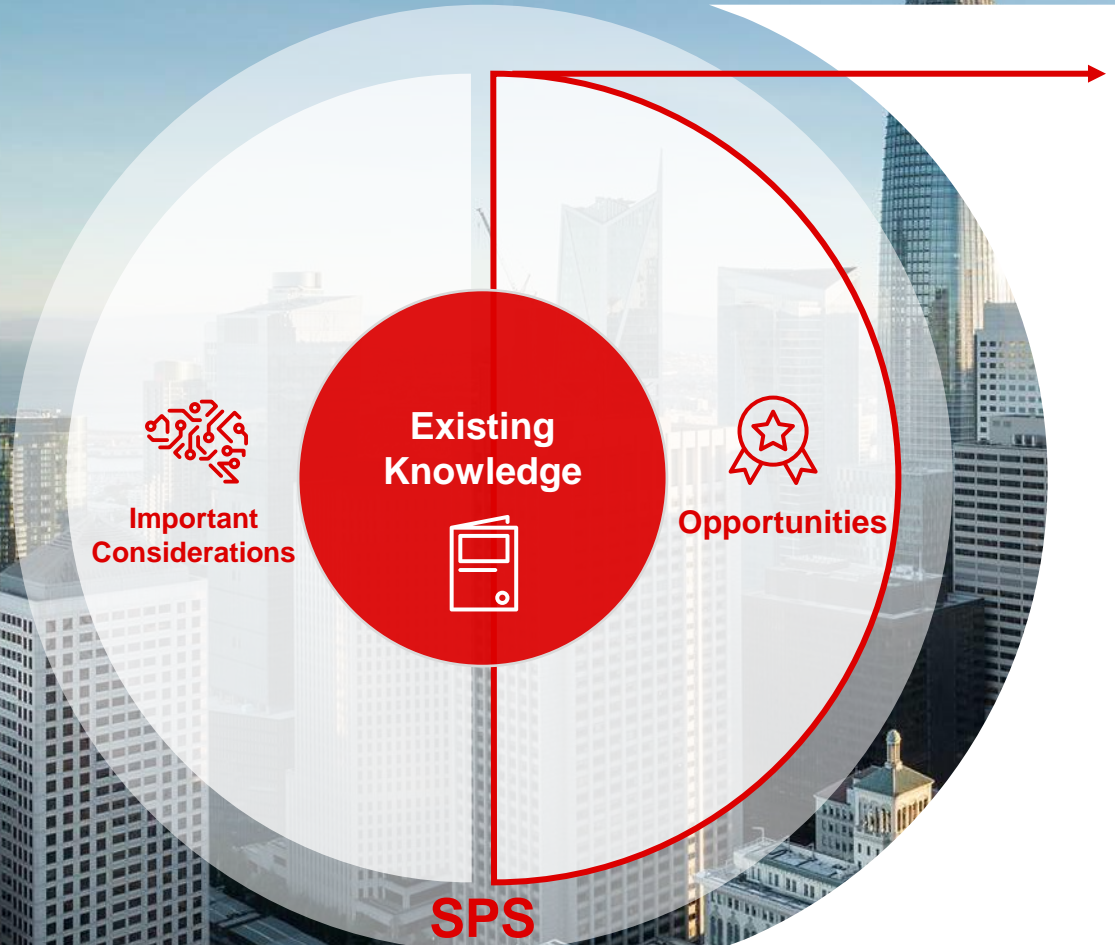 Existing
Knowledge
Important
Considerations
Opportunities
SPS